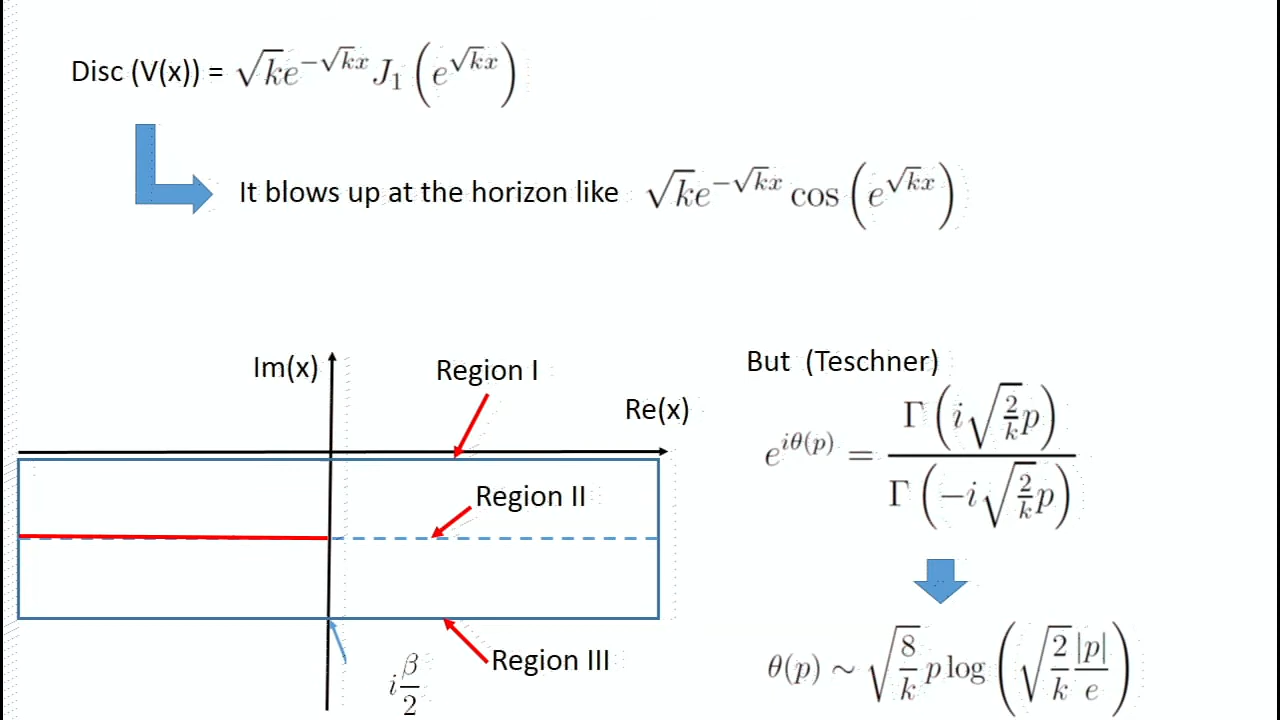 Disc (V(x)) = √k e^{-√k x} J₁ (e^{√k x})
It blows up at the horizon like √k e^{-√k x} cos (e^{√k x})
Im(x)
Region I
But (Teschner)
Re(x)
e^{iθ(p)} = Γ(i√(2/k) p) / Γ(-i√(2/k) p)
Region II
Region III
i β/2
θ(p) ∼ √(8/k) p log (√(2/k) |p|/e)